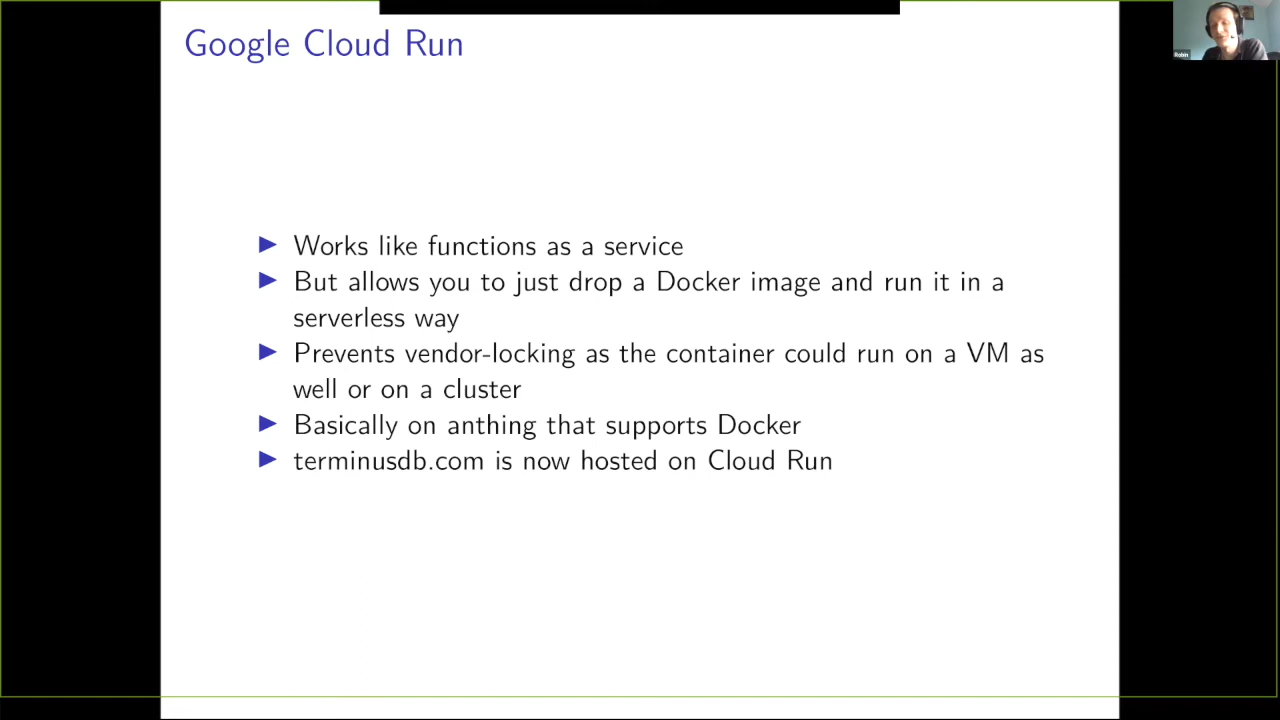 Google Cloud Run
Robin
▶ Works like functions as a service
▶ But allows you to just drop a Docker image and run it in a
serverless way
▶ Prevents vendor-locking as the container could run on a VM as
well or on a cluster
▶ Basically on anthing that supports Docker
▶ terminusdb.com is now hosted on Cloud Run